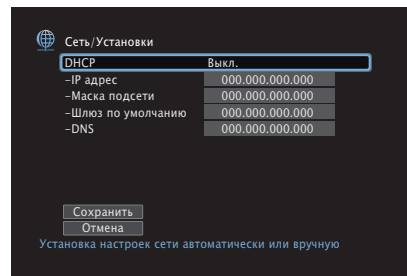 Сеть/Установки
DHCP Выкл.
-IP адрес 000.000.000.000
-Маска подсети 000.000.000.000
-Шлюз по умолчанию 000.000.000.000
-DNS 000.000.000.000
Сохранить
Отмена
Установка настроек сети автоматически или вручную